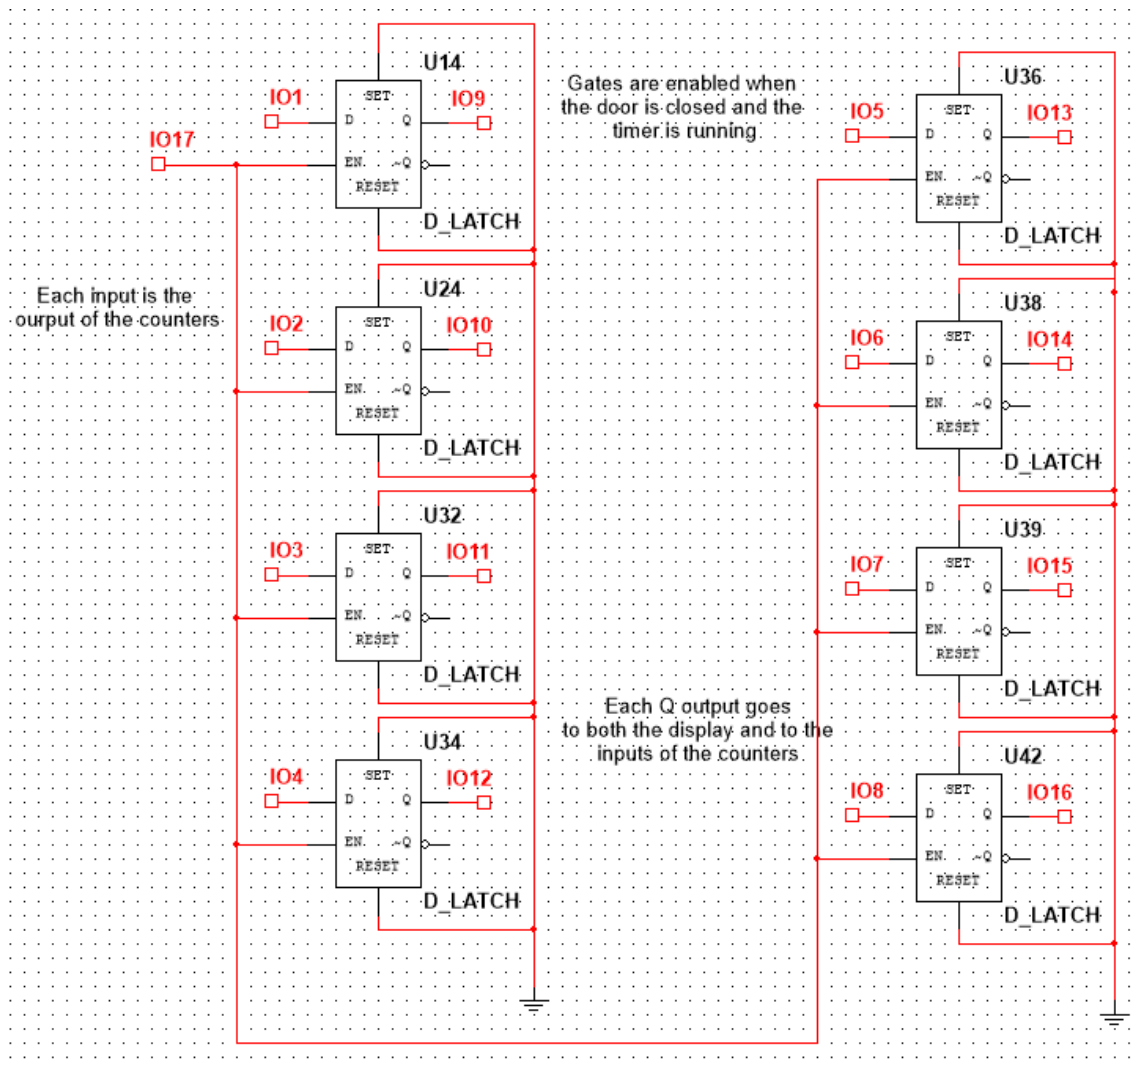 U14
IO1
SET
IO9
D Q
IO17
EN ~Q
RESET
D_LATCH
Each input is the
ourput of the counters
U24
IO2
SET
IO10
D Q
EN ~Q
RESET
D_LATCH
U32
IO3
SET
IO11
D Q
EN ~Q
RESET
D_LATCH
U34
IO4
SET
IO12
D Q
EN ~Q
RESET
D_LATCH
Gates are enabled when
the door is closed and the
timer is running
Each Q output goes
to both the display and to the
inputs of the counters
U36
IO5
SET
IO13
D Q
EN ~Q
RESET
D_LATCH
U38
IO6
SET
IO14
D Q
EN ~Q
RESET
D_LATCH
U39
IO7
SET
IO15
D Q
EN ~Q
RESET
D_LATCH
U42
IO8
SET
IO16
D Q
EN ~Q
RESET
D_LATCH